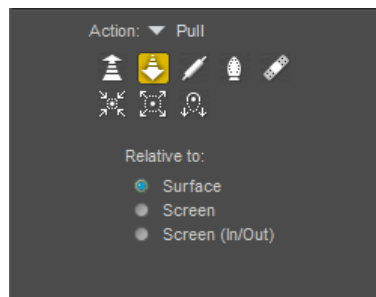 Action: Pull
Relative to:
Surface
Screen
Screen (In/Out)